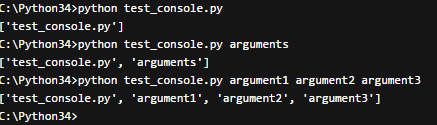 C:\Python34>python test_console.py
['test_console.py']
C:\Python34>python test_console.py arguments
['test_console.py', 'arguments']
C:\Python34>python test_console.py argument1 argument2 argument3
['test_console.py', 'argument1', 'argument2', 'argument3']
C:\Python34>